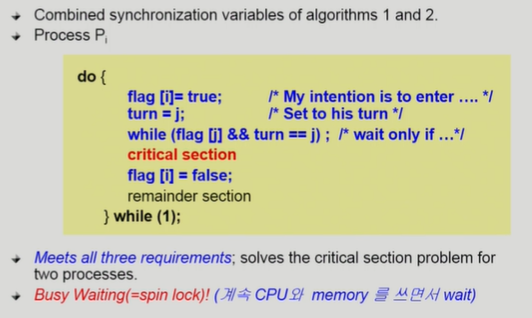 Combined synchronization variables of algorithms 1 and 2.
Process Pi
do {
flag [i]= true; /* My intention is to enter .... */
turn = j; /* Set to his turn */
while (flag [j] && turn == j) ; /* wait only if ...*/
critical section
flag [i] = false;
remainder section
} while (1);
Meets all three requirements; solves the critical section problem for
two processes.
Busy Waiting(=spin lock)! (계속 CPU와 memory 를 쓰면서 wait)